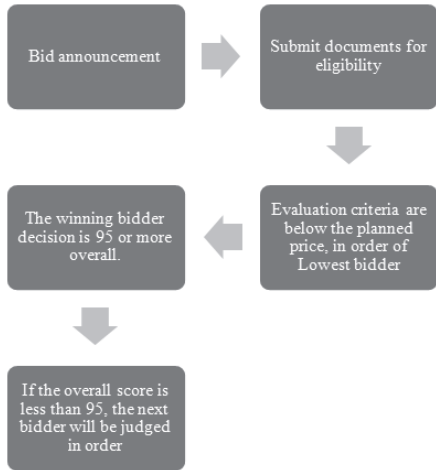 Bid announcement
Submit documents for
eligibility
Evaluation criteria are
below the planned
price, in order of
Lowest bidder
The winning bidder
decision is 95 or more
overall.
If the overall score is
less than 95, the next
bidder will be judged
in order